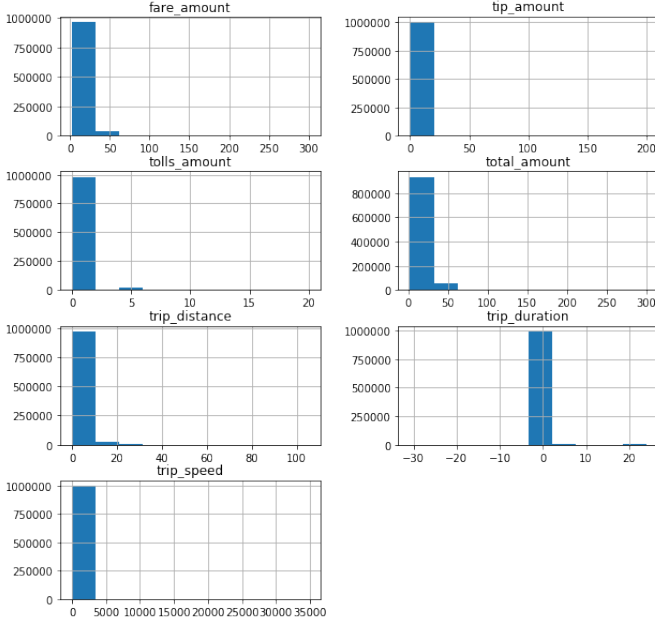 fare_amount
1000000
750000
500000
250000
0
0 50 100 150 200 250 300
tip_amount
1000000
750000
500000
250000
0
0 50 100 150 200
tolls_amount
1000000
750000
500000
250000
0
0 5 10 15 20
total_amount
800000
600000
400000
200000
0
0 50 100 150 200 250 300
trip_distance
1000000
750000
500000
250000
0
0 20 40 60 80 100
trip_duration
1000000
750000
500000
250000
0
−30 −20 −10 0 10 20
trip_speed
1000000
750000
500000
250000
0
0 5000 10000 15000 20000 25000 30000 35000